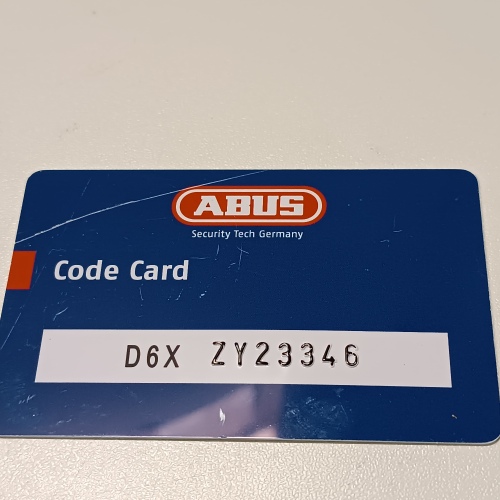 ABUS
Security Tech Germany
Code Card
D6X ZY23346